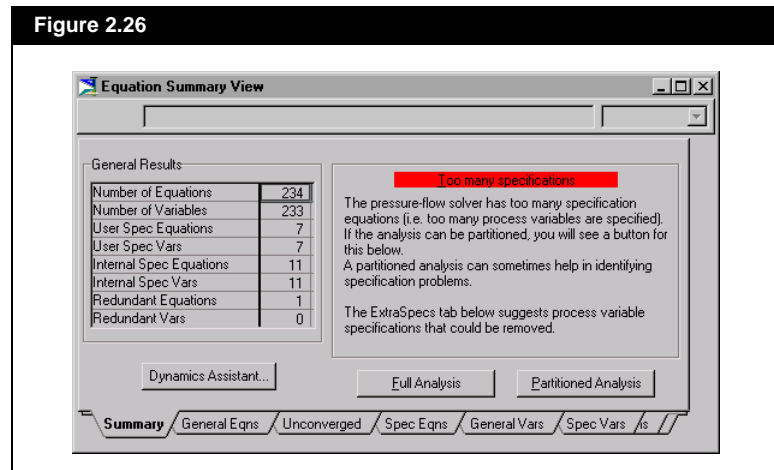 Figure 2.26
Equation Summary View
General Results
Number of Equations 234
Number of Variables 233
User Spec Equations 7
User Spec Vars 7
Internal Spec Equations 11
Internal Spec Vars 11
Redundant Equations 1
Redundant Vars 0
Dynamics Assistant...
Too many specifications
The pressure-flow solver has too many specification
equations (i.e. too many process variables are specified).
If the analysis can be partitioned, you will see a button for
this below.
A partitioned analysis can sometimes help in identifying
specification problems.
The ExtraSpecs tab below suggests process variable
specifications that could be removed.
Full Analysis Partitioned Analysis
Summary General Eqns Unconverged Spec Eqns General Vars Spec Vars is